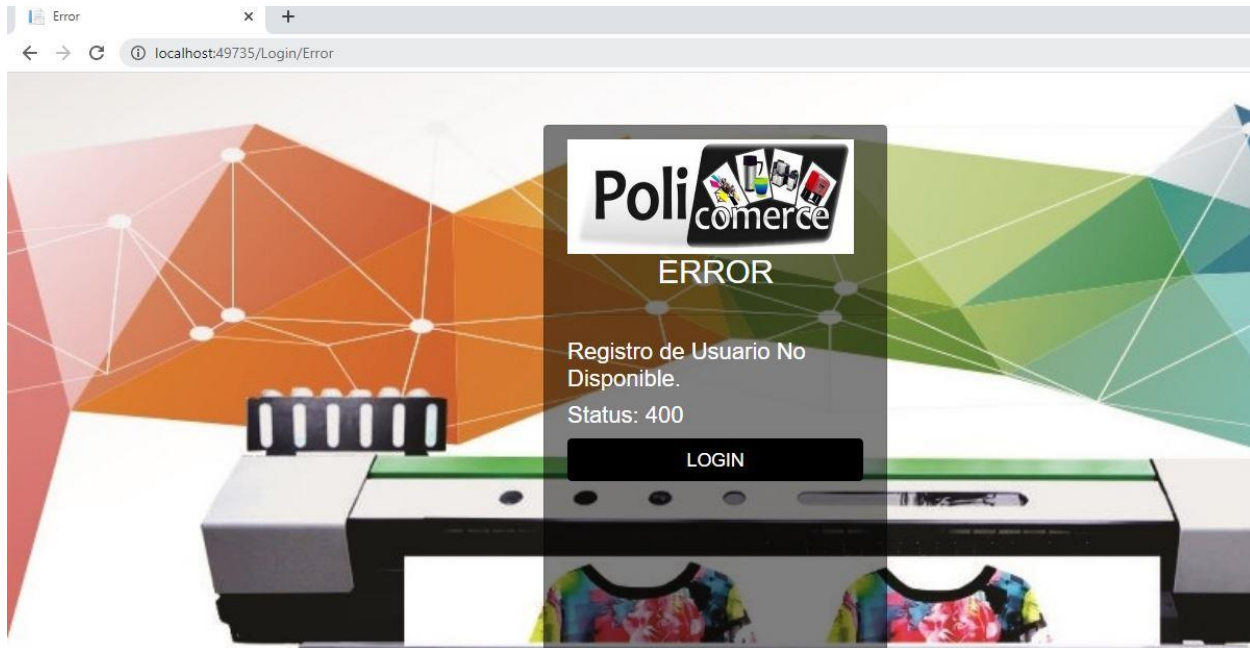 Error
localhost:49735/Login/Error
Poli
comerce
ERROR
Registro de Usuario No
Disponible.
Status: 400
LOGIN